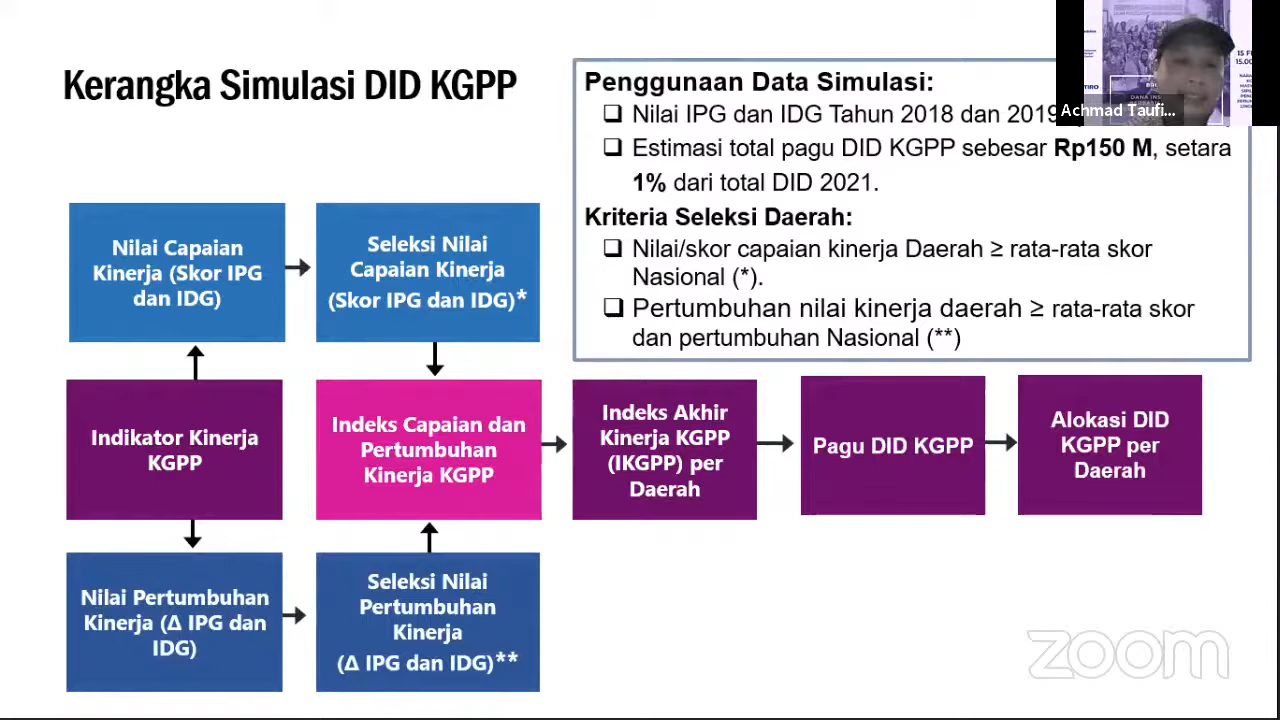 Kerangka Simulasi DID KGPP
Penggunaan Data Simulasi:
Nilai IPG dan IDG Tahun 2018 dan 2019
Estimasi total pagu DID KGPP sebesar Rp150 M, setara
1% dari total DID 2021.
Kriteria Seleksi Daerah:
Nilai/skor capaian kinerja Daerah ≥ rata-rata skor
Nasional (*).
Pertumbuhan nilai kinerja daerah ≥ rata-rata skor
dan pertumbuhan Nasional (**)
Achmad Taufi...
15 F
15.00
Nilai Capaian
Kinerja (Skor IPG
dan IDG)
Seleksi Nilai
Capaian Kinerja
(Skor IPG dan IDG)*
Indikator Kinerja
KGPP
Indeks Capaian dan
Pertumbuhan
Kinerja KGPP
Indeks Akhir
Kinerja KGPP
(IKGPP) per
Daerah
Pagu DID KGPP
Alokasi DID
KGPP per
Daerah
Nilai Pertumbuhan
Kinerja (Δ IPG dan
IDG)
Seleksi Nilai
Pertumbuhan
Kinerja
(Δ IPG dan IDG)**
zoom